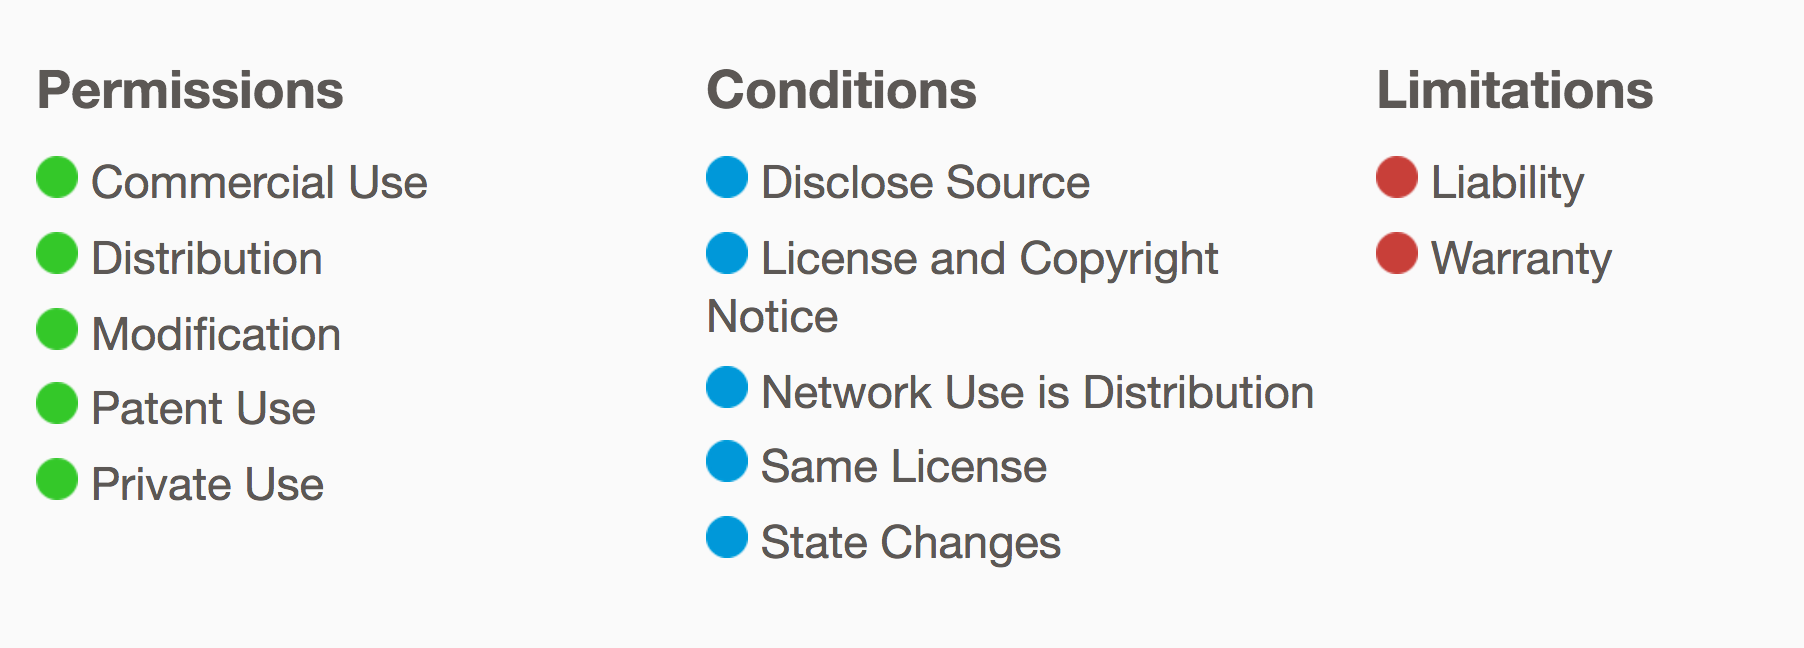 Permissions
Commercial Use
Distribution
Modification
Patent Use
Private Use
Conditions
Disclose Source
License and Copyright
Notice
Network Use is Distribution
Same License
State Changes
Limitations
Liability
Warranty